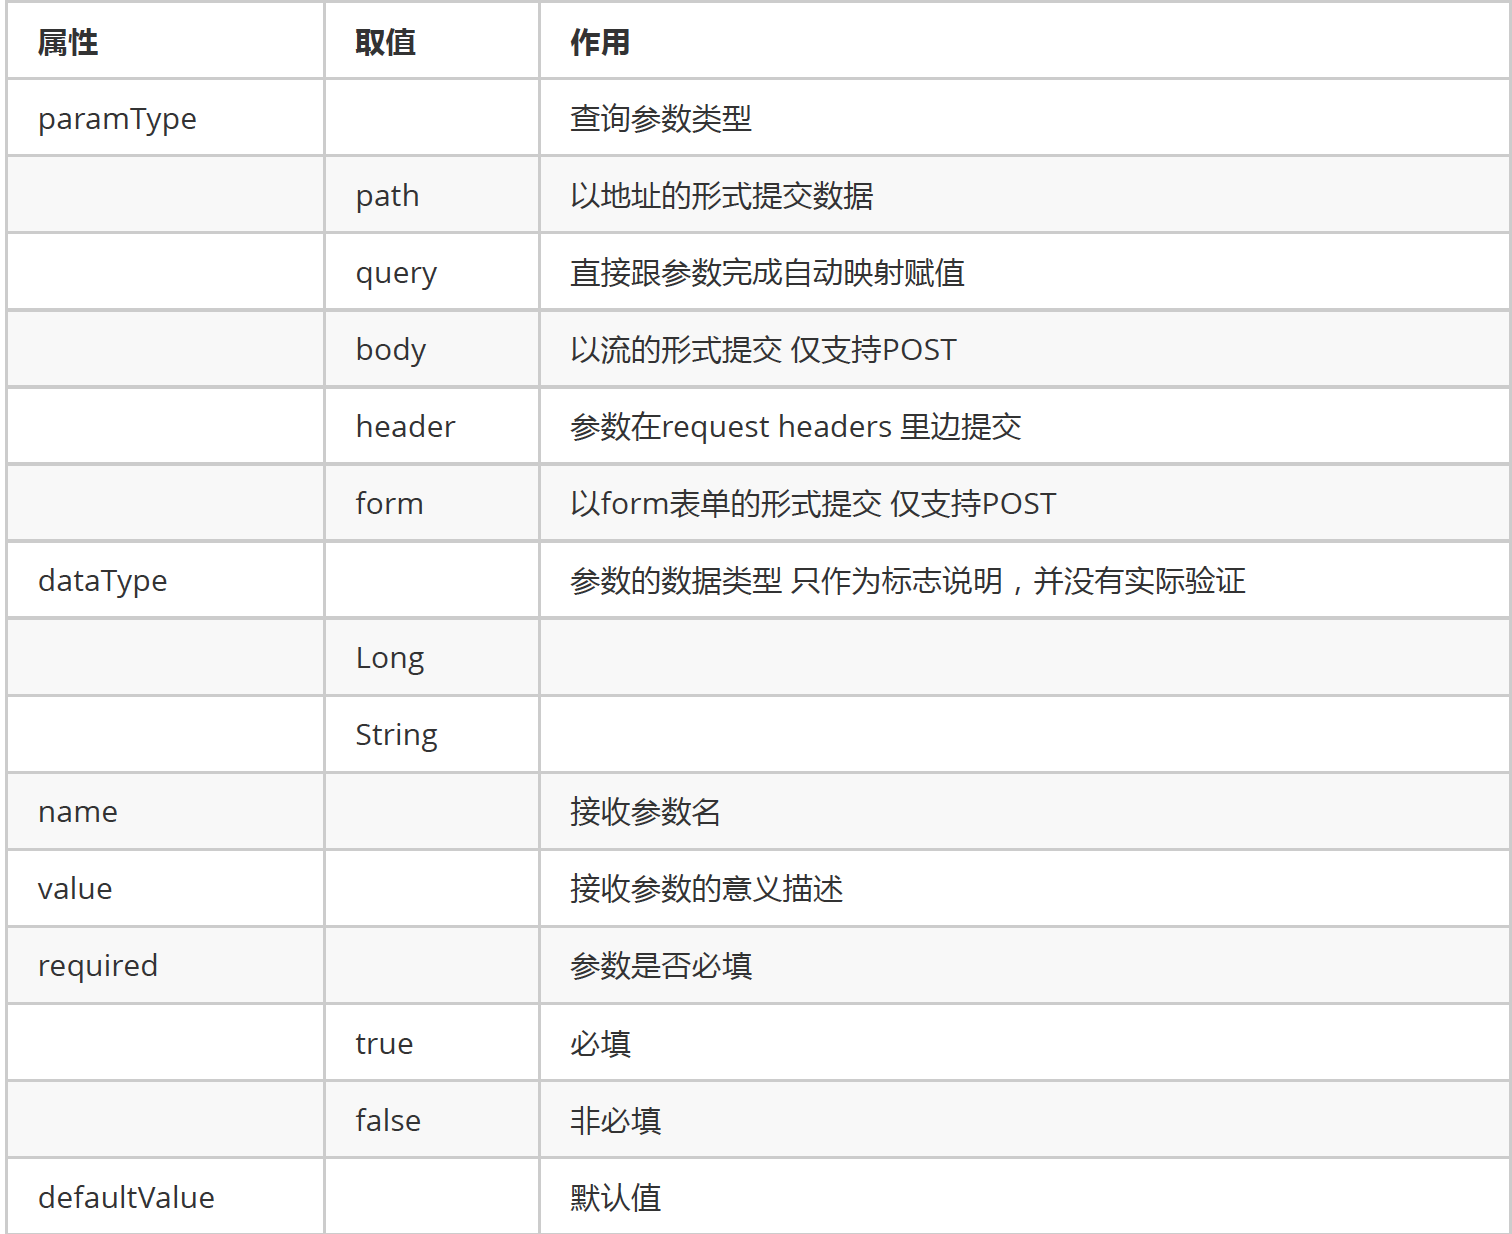 属性 取值 作用
paramType 查询参数类型
path 以地址的形式提交数据
query 直接跟参数完成自动映射赋值
body 以流的形式提交 仅支持POST
header 参数在request headers 里边提交
form 以form表单的形式提交 仅支持POST
dataType 参数的数据类型 只作为标志说明，并没有实际验证
Long
String
name 接收参数名
value 接收参数的意义描述
required 参数是否必填
true 必填
false 非必填
defaultValue 默认值